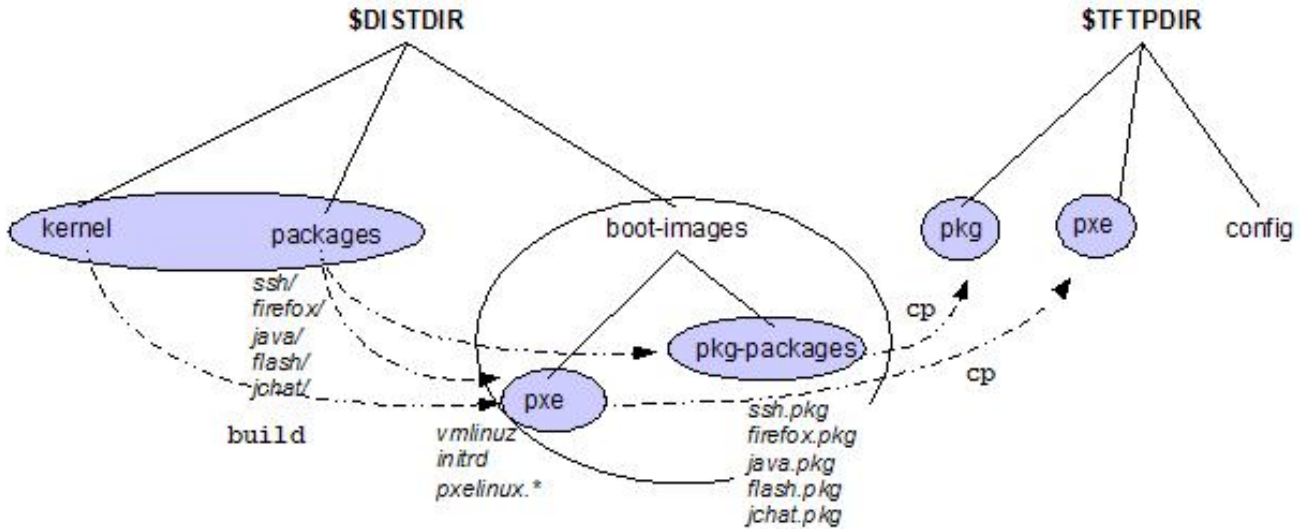 $DISTDIR
$TFTPDIR
kernel
packages
boot-images
pkg
pxe
config
ssh/
firefox/
java/
flash/
jchat/
cp
pkg-packages
cp
pxe
build
vmlinuz
initrd
pxelinux.*
ssh.pkg
firefox.pkg
java.pkg
flash.pkg
jchat.pkg